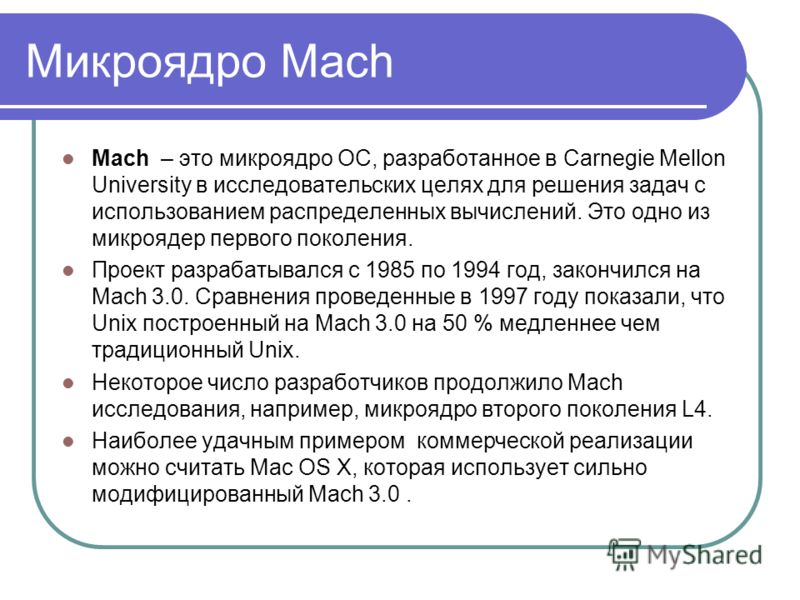 Микроядро Mach
Mach – это микроядро ОС, разработанное в Carnegie Mellon
University в исследовательских целях для решения задач с
использованием распределенных вычислений. Это одно из
микроядер первого поколения.
Проект разрабатывался с 1985 по 1994 год, закончился на
Mach 3.0. Сравнения проведенные в 1997 году показали, что
Unix построенный на Mach 3.0 на 50 % медленнее чем
традиционный Unix.
Некоторое число разработчиков продолжило Mach
исследования, например, микроядро второго поколения L4.
Наиболее удачным примером коммерческой реализации
можно считать Mac OS X, которая использует сильно
модифицированный Mach 3.0 .
MyShared